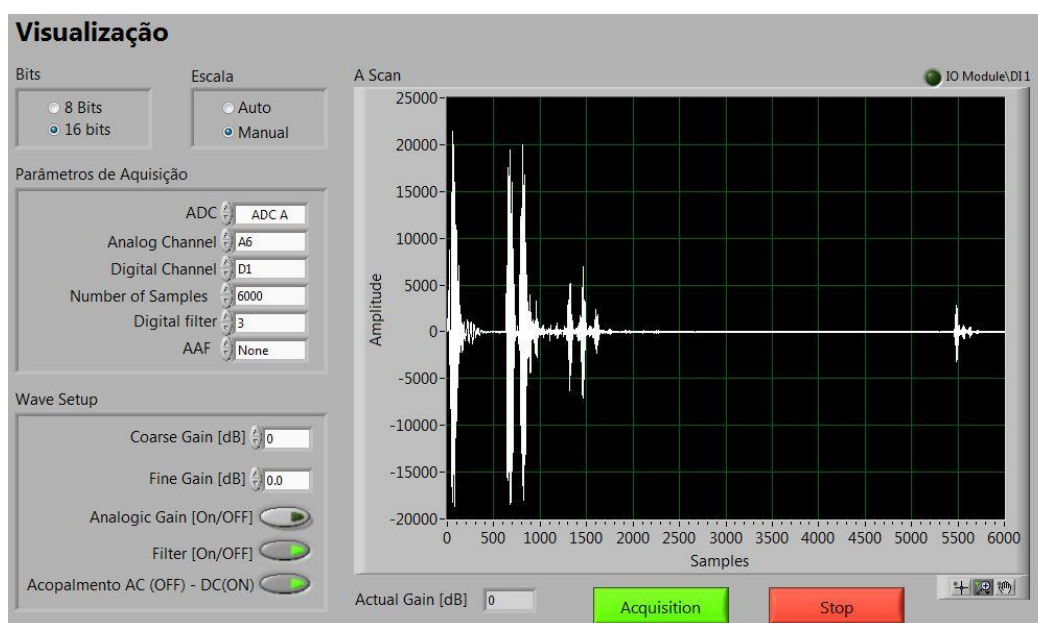 Visualização
Bits
8 Bits
16 bits
Escala
Auto
Manual
Parâmetros de Aquisição
ADC ADC A
Analog Channel A6
Digital Channel D1
Number of Samples 6000
Digital filter 3
AAF None
Wave Setup
Coarse Gain [dB] 0
Fine Gain [dB] 0.0
Analogic Gain [On/OFF]
Filter [On/OFF]
Acopalmento AC (OFF) - DC(ON)
A Scan
IO Module\DI1
25000
20000
15000
10000
5000
0
-5000
-10000
-15000
-20000
Amplitude
0 500 1000 1500 2000 2500 3000 3500 4000 4500 5000 5500 6000
Samples
Actual Gain [dB] 0
Acquisition
Stop